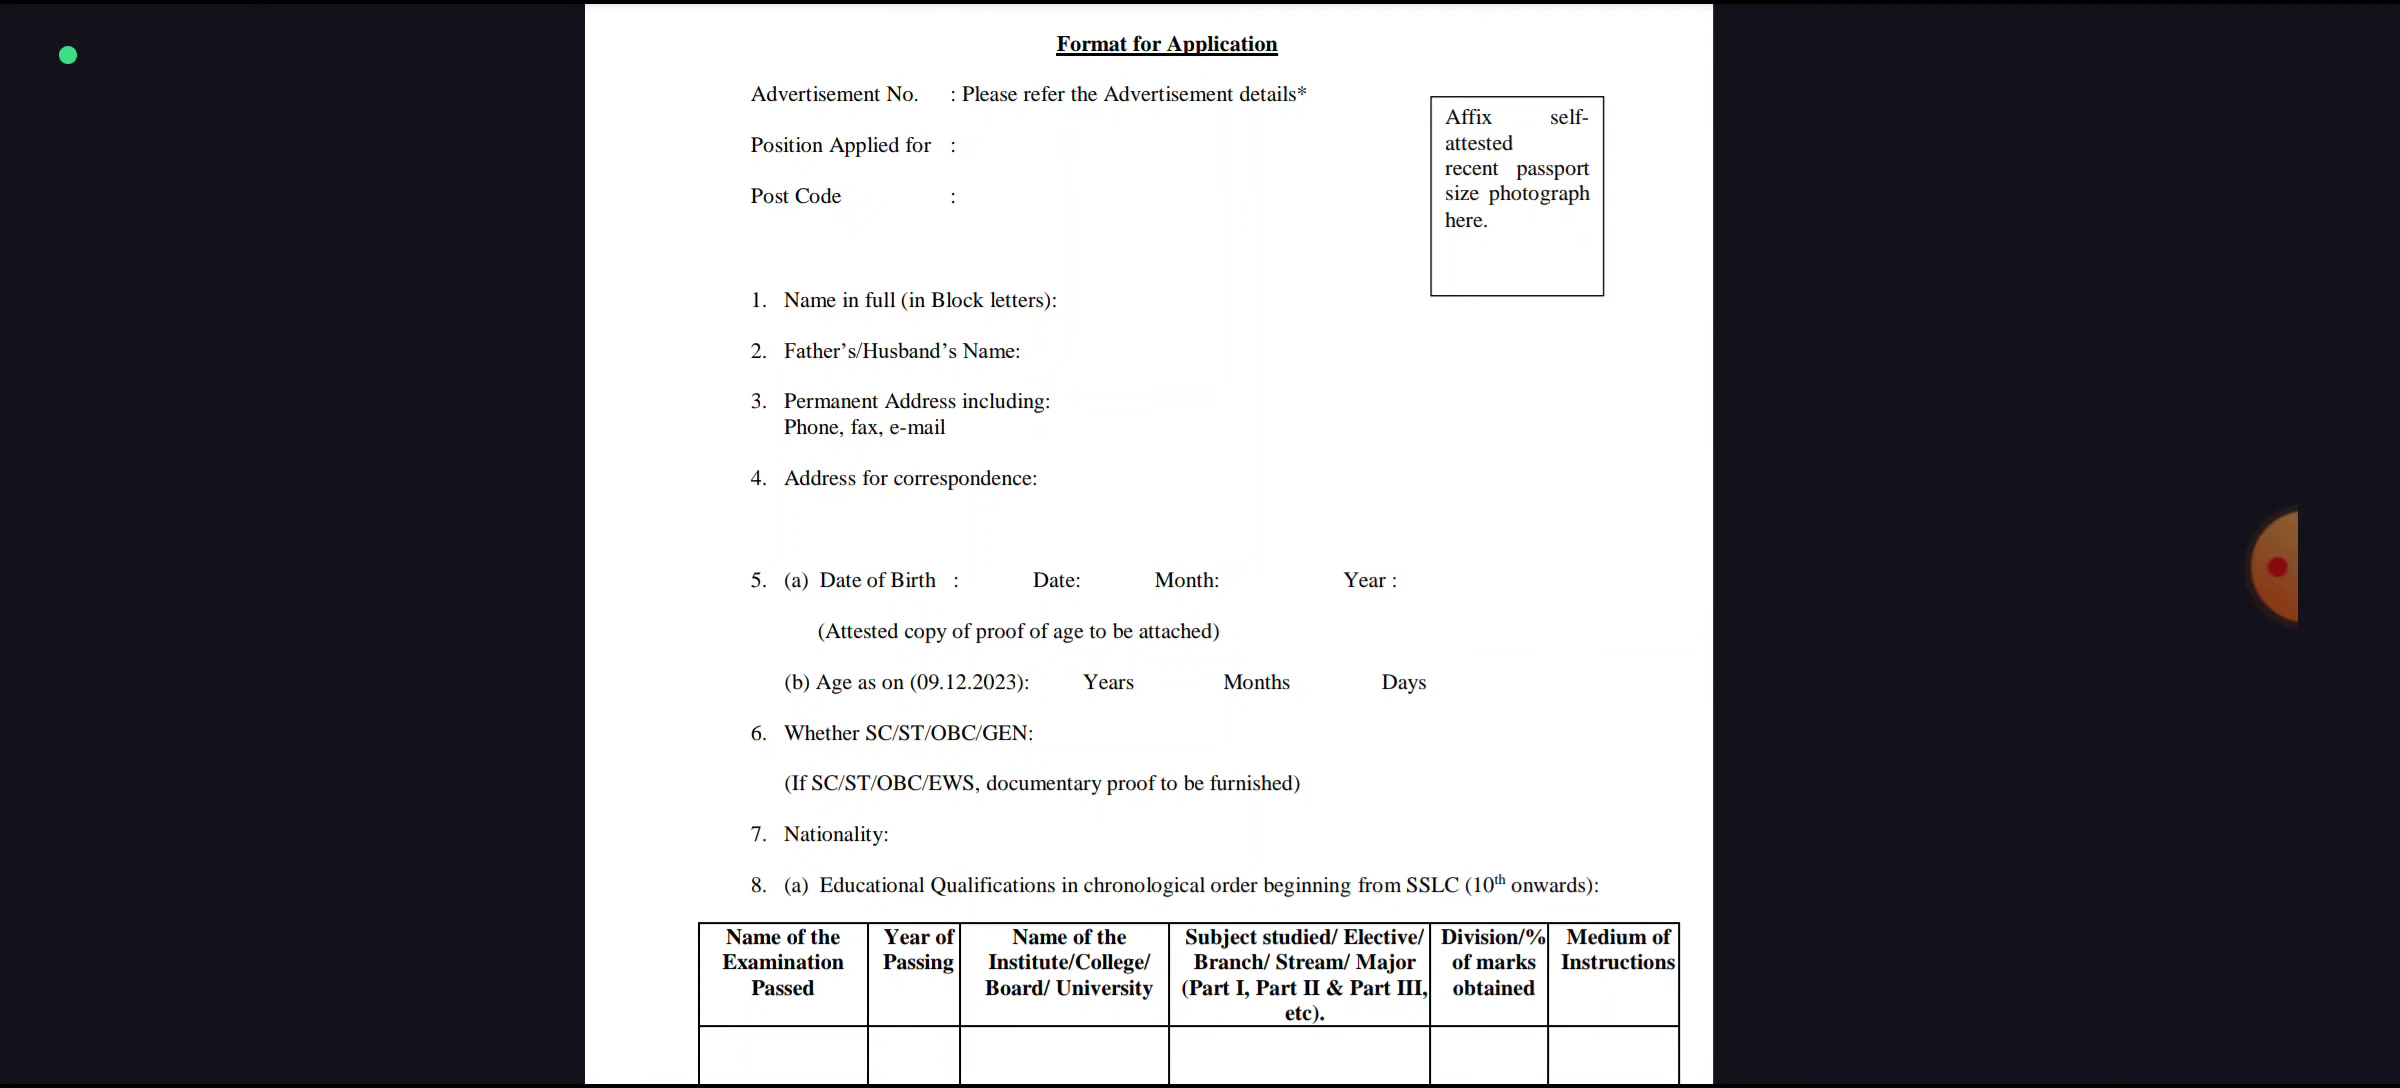 Format for Application
Advertisement No. : Please refer the Advertisement details*
Position Applied for :
Post Code :
Affix self-
attested
recent passport
size photograph
here.
1. Name in full (in Block letters):
2. Father’s/Husband’s Name:
3. Permanent Address including:
Phone, fax, e-mail
4. Address for correspondence:
5. (a) Date of Birth : Date: Month: Year :
(Attested copy of proof of age to be attached)
(b) Age as on (09.12.2023): Years Months Days
6. Whether SC/ST/OBC/GEN:
(If SC/ST/OBC/EWS, documentary proof to be furnished)
7. Nationality:
8. (a) Educational Qualifications in chronological order beginning from SSLC (10th onwards):
Name of the
Examination
Passed
Year of
Passing
Name of the
Institute/College/
Board/ University
Subject studied/ Elective/
Branch/ Stream/ Major
(Part I, Part II & Part III,
etc).
Division/%
of marks
obtained
Medium of
Instructions